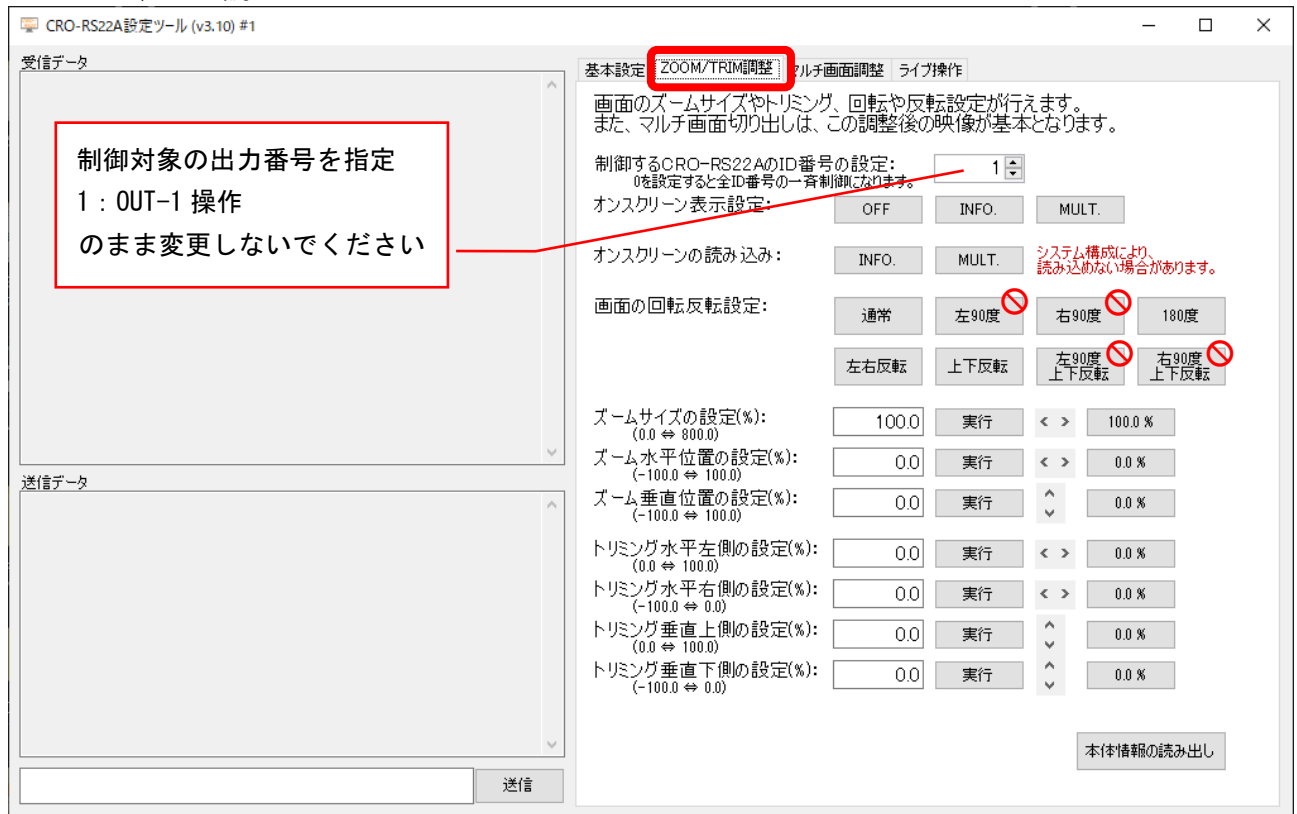 CRO-RS22A設定ツール (v3.10) #1
受信データ
制御対象の出力番号を指定
1：OUT-1 操作
のまま変更しないでください
送信データ
送信
基本設定 ZOOM/TRIM調整 マルチ画面調整 ライブ操作
画面のズームサイズやトリミング、回転や反転設定が行えます。
また、マルチ画面切り出しは、この調整後の映像が基本となります。
制御するCRO-RS22AのID番号の設定: 1
0を設定すると全ID番号の一斉制御になります。
オンスクリーン表示設定: OFF INFO. MULT.
オンスクリーンの読み込み: INFO. MULT. システム構成により、
読み込めない場合があります。
画面の回転反転設定: 通常 左90度 右90度 180度
左右反転 上下反転 左90度 右90度
上下反転 上下反転
ズームサイズの設定(%): 100.0 実行 < > 100.0 %
(0.0 ⇔ 800.0)
ズーム水平位置の設定(%): 0.0 実行 < > 0.0 %
(-100.0 ⇔ 100.0)
ズーム垂直位置の設定(%): 0.0 実行 0.0 %
(-100.0 ⇔ 100.0)
トリミング水平左側の設定(%): 0.0 実行 < > 0.0 %
(0.0 ⇔ 100.0)
トリミング水平右側の設定(%): 0.0 実行 < > 0.0 %
(-100.0 ⇔ 0.0)
トリミング垂直上側の設定(%): 0.0 実行 0.0 %
(0.0 ⇔ 100.0)
トリミング垂直下側の設定(%): 0.0 実行 0.0 %
(-100.0 ⇔ 0.0)
本体情報の読み出し